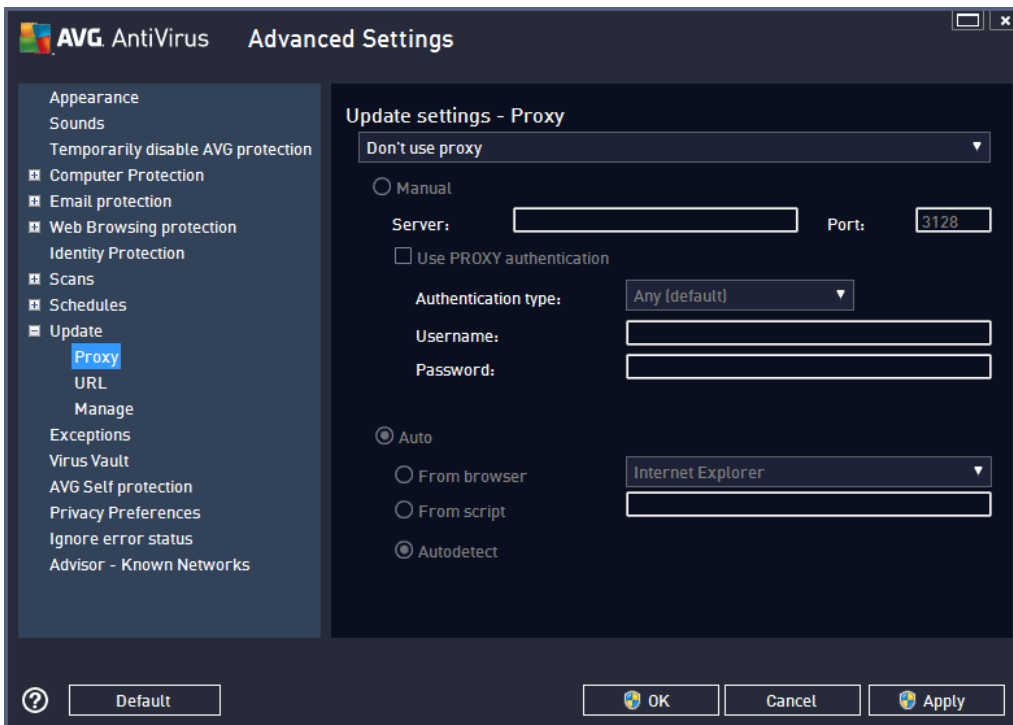 AVG AntiVirus Advanced Settings
Appearance
Sounds
Temporarily disable AVG protection
Computer Protection
Email protection
Web Browsing protection
Identity Protection
Scans
Schedules
Update
Proxy
URL
Manage
Exceptions
Virus Vault
AVG Self protection
Privacy Preferences
Ignore error status
Advisor - Known Networks
Update settings - Proxy
Don't use proxy
Manual
Server: Port: 3128
Use PROXY authentication
Authentication type: Any (default)
Username:
Password:
Auto
From browser Internet Explorer
From script
Autodetect
? Default OK Cancel Apply